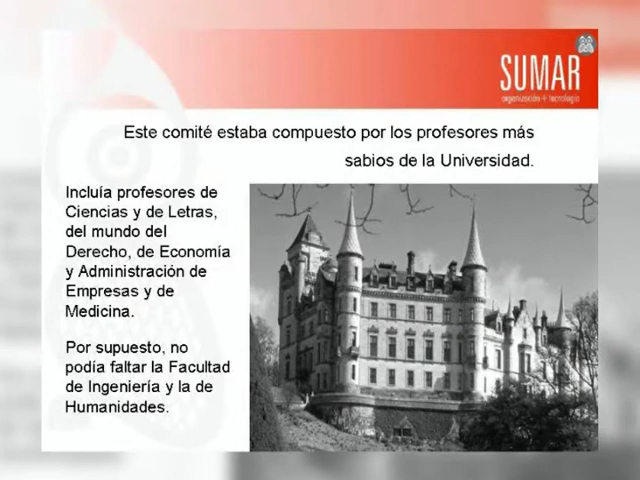 SUMAR
organización + tecnología
Este comité estaba compuesto por los profesores más
sabios de la Universidad.
Incluía profesores de
Ciencias y de Letras,
del mundo del
Derecho, de Economía
y Administración de
Empresas y de
Medicina.
Por supuesto, no
podía faltar la Facultad
de Ingeniería y la de
Humanidades.